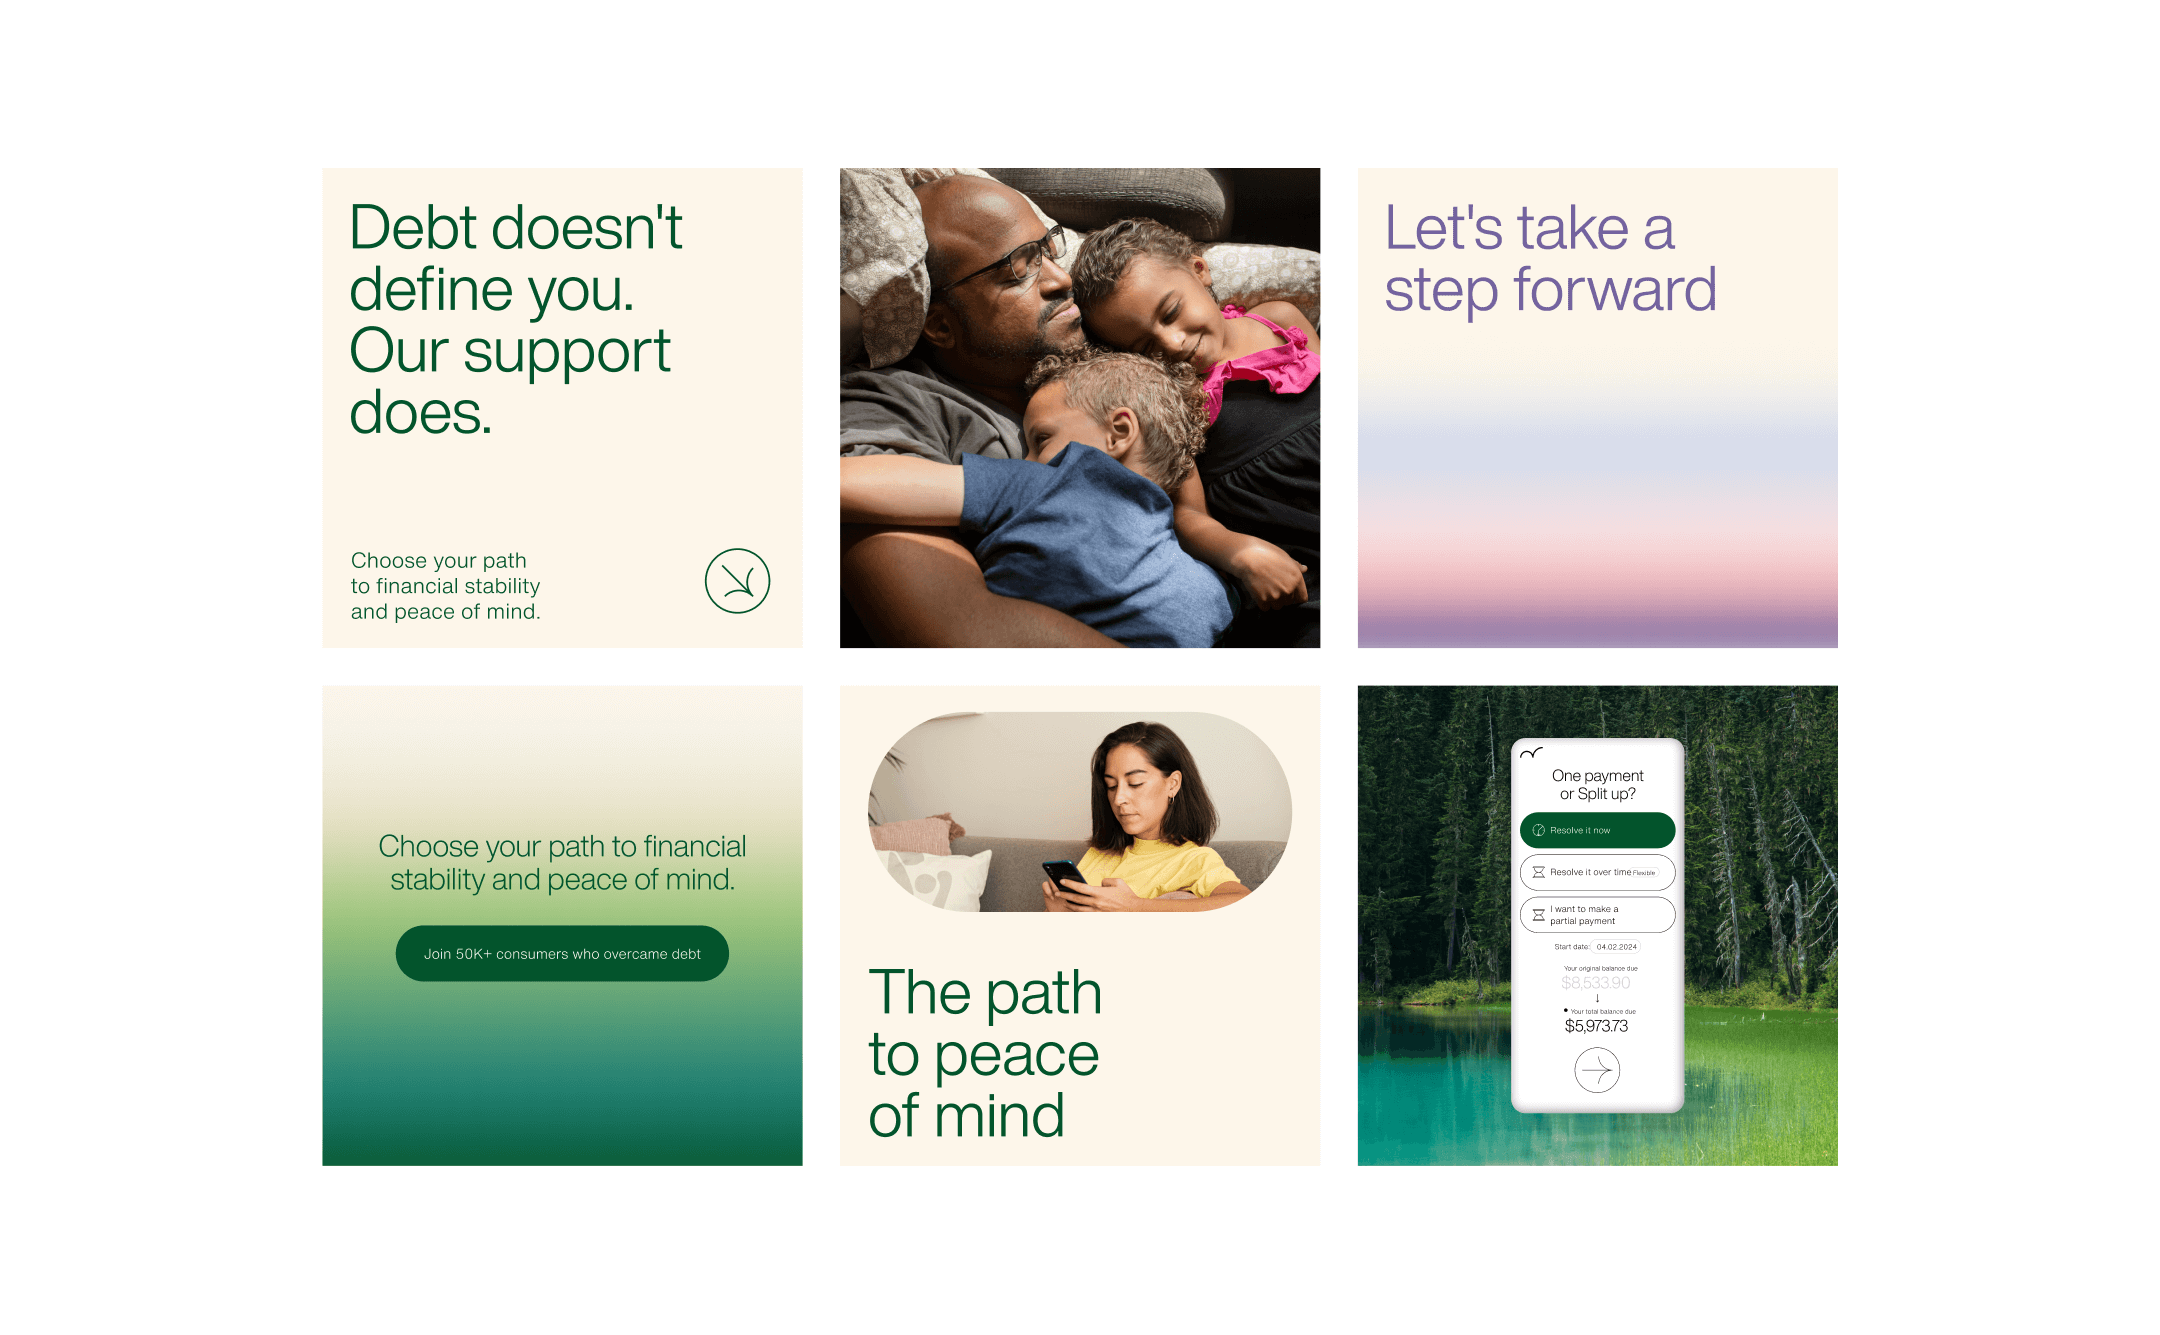 Debt doesn't
define you.
Our support
does.
Choose your path
to financial stability
and peace of mind.
Let's take a
step forward
Choose your path to financial
stability and peace of mind.
Join 50K+ consumers who overcame debt
The path
to peace
of mind
One payment
or Split up?
Resolve it now
Resolve it over time Flexible
I want to make a
partial payment
Start date: 04.02.2024
Your original balance due
$8,533.90
Your total balance due
$5,973.73